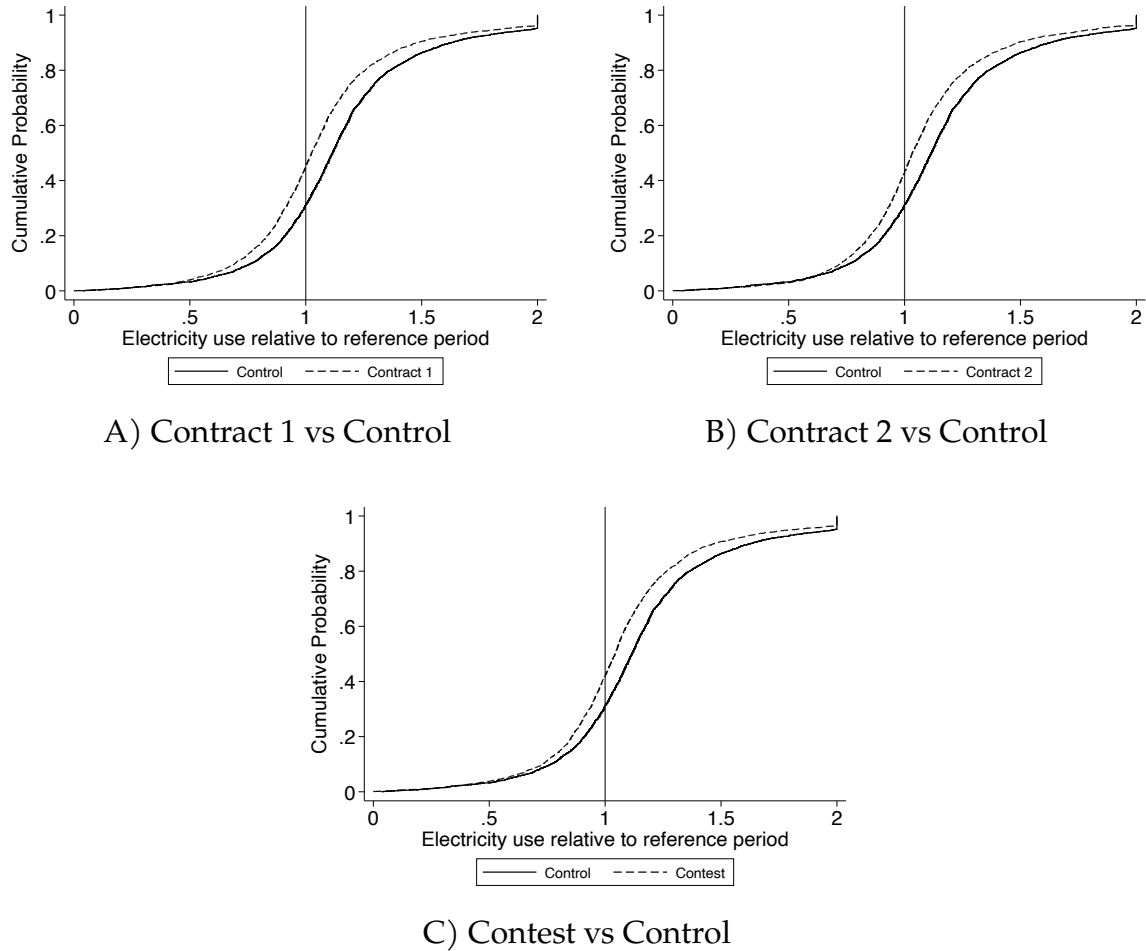 Cumulative Probability
1
.8
.6
.4
.2
0
0 .5 1 1.5 2
Electricity use relative to reference period
Control Contract 1
A) Contract 1 vs Control
Cumulative Probability
1
.8
.6
.4
.2
0
0 .5 1 1.5 2
Electricity use relative to reference period
Control Contract 2
B) Contract 2 vs Control
Cumulative Probability
1
.8
.6
.4
.2
0
0 .5 1 1.5 2
Electricity use relative to reference period
Control Contest
C) Contest vs Control